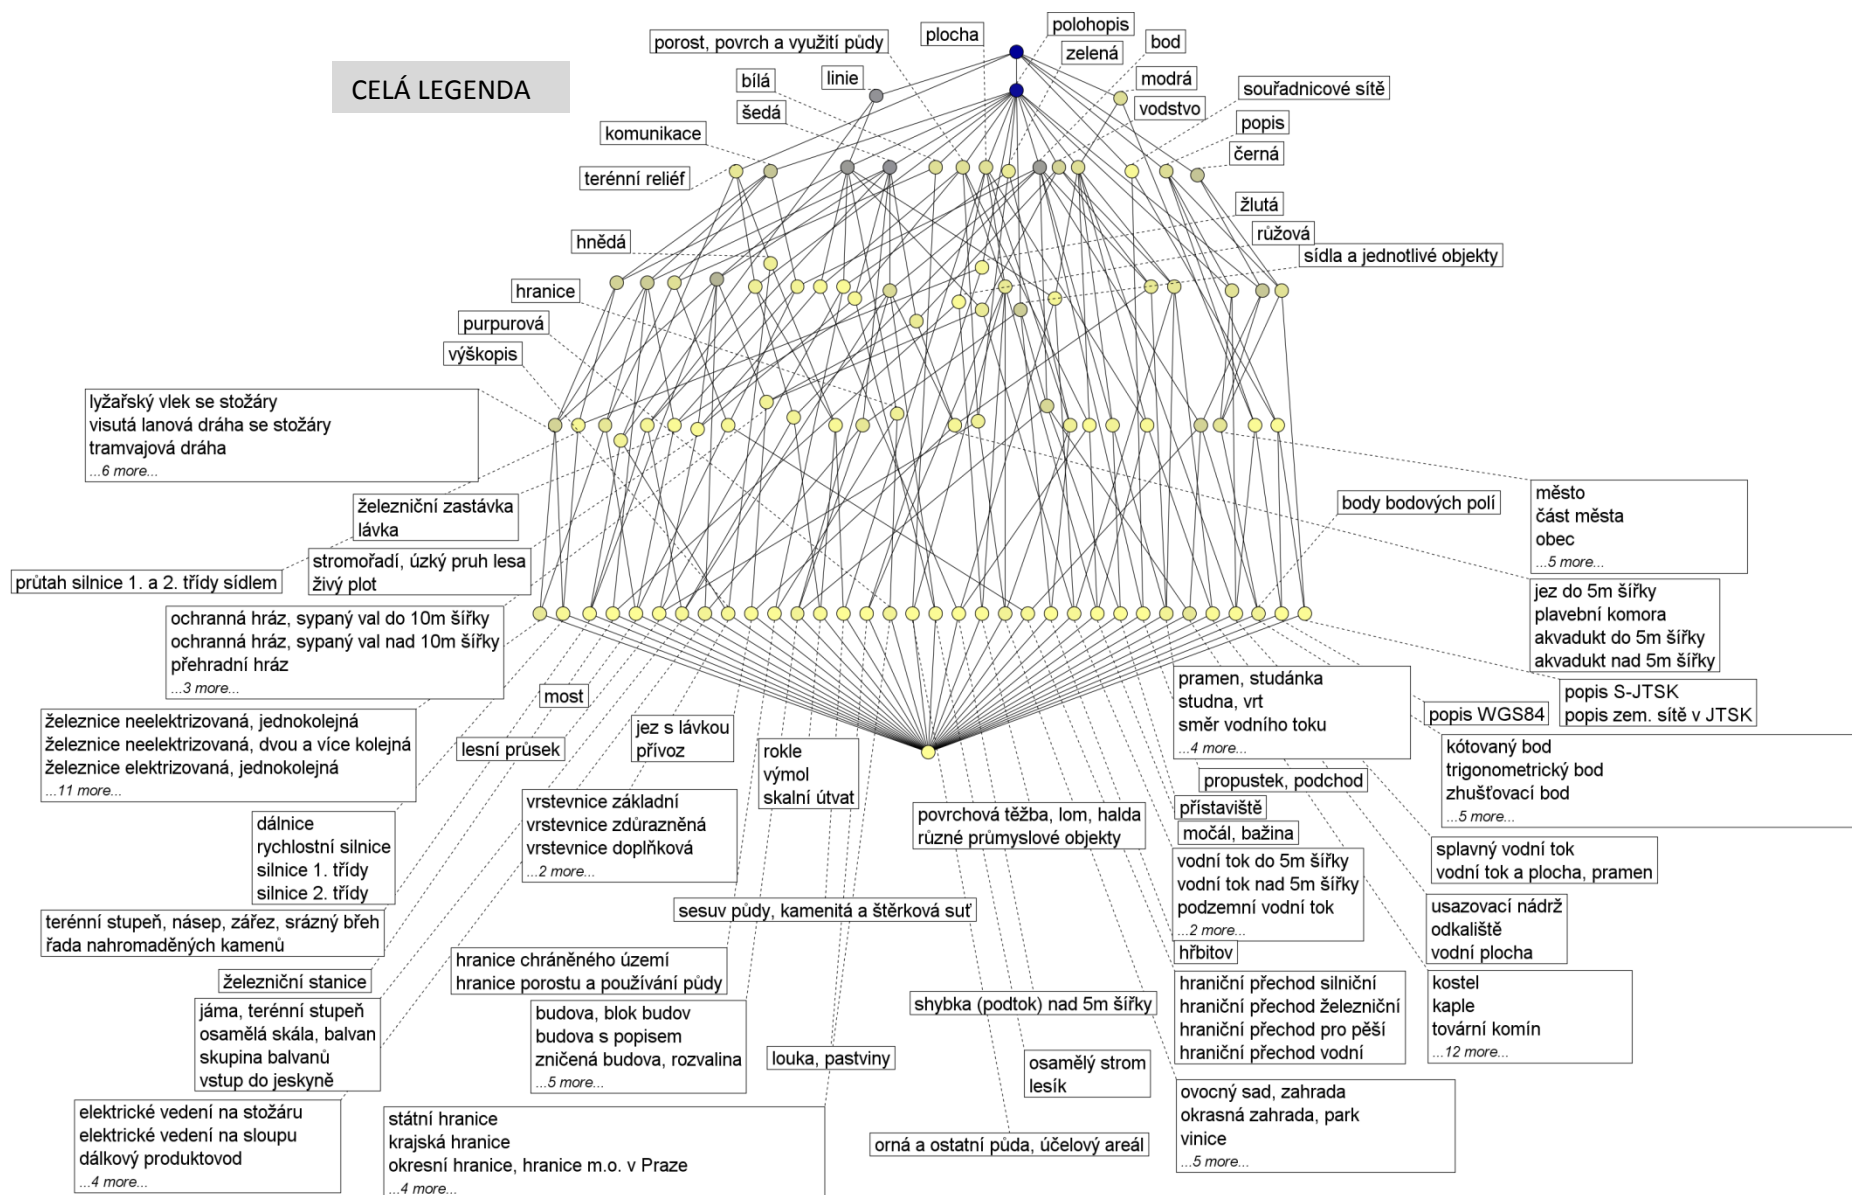 CELÁ LEGENDA
porost, povrch a využití půdy
plocha
polohopis
zelená
bod
bílá
linie
modrá
souřadnicové sítě
šedá
vodstvo
komunikace
popis
černá
terénní reliéf
žlutá
hnědá
růžová
sídla a jednotlivé objekty
hranice
purpurová
výškopis
lyžařský vlek se stožáry
visutá lanová dráha se stožáry
tramvajová dráha
...6 more...
železniční zastávka
lávka
body bodových polí
město
část města
obec
...5 more...
průtah silnice 1. a 2. třídy sídlem
stromořadí, úzký pruh lesa
živý plot
jez do 5m šířky
plavební komora
akvadukt do 5m šířky
akvadukt nad 5m šířky
ochranná hráz, sypaný val do 10m šířky
ochranná hráz, sypaný val nad 10m šířky
přehradní hráz
...3 more...
most
pramen, studánka
studna, vrt
směr vodního toku
...4 more...
popis S-JTSK
popis zem. sítě v JTSK
popis WGS84
železnice neelektrizovaná, jednokolejná
železnice neelektrizovaná, dvou a více kolejná
železnice elektrizovaná, jednokolejná
...11 more...
lesní průsek
jez s lávkou
přívoz
rokle
výmol
skalní útvat
kótovaný bod
trigonometrický bod
zhušťovací bod
...5 more...
propustek, podchod
přístaviště
vrstevnice základní
vrstevnice zdůrazněná
vrstevnice doplňková
...2 more...
povrchová těžba, lom, halda
různé průmyslové objekty
močál, bažina
dálnice
rychlostní silnice
silnice 1. třídy
silnice 2. třídy
vodní tok do 5m šířky
vodní tok nad 5m šířky
podzemní vodní tok
...2 more...
splavný vodní tok
vodní tok a plocha, pramen
terénní stupeň, násep, zářez, srázný břeh
řada nahromaděných kamenů
sesuv půdy, kamenitá a štěrková suť
usazovací nádrž
odkaliště
vodní plocha
hřbitov
železniční stanice
hranice chráněného území
hranice porostu a používání půdy
hraniční přechod silniční
hraniční přechod železniční
hraniční přechod pro pěší
hraniční přechod vodní
kostel
kaple
tovární komín
...12 more...
jáma, terénní stupeň
osamělá skála, balvan
skupina balvanů
vstup do jeskyně
budova, blok budov
budova s popisem
zničená budova, rozvalina
...5 more...
shybka (podtok) nad 5m šířky
louka, pastviny
osamělý strom
lesík
elektrické vedení na stožáru
elektrické vedení na sloupu
dálkový produktovod
...4 more...
státní hranice
krajská hranice
okresní hranice, hranice m.o. v Praze
...4 more...
orná a ostatní půda, účelový areál
ovocný sad, zahrada
okrasná zahrada, park
vinice
...5 more...